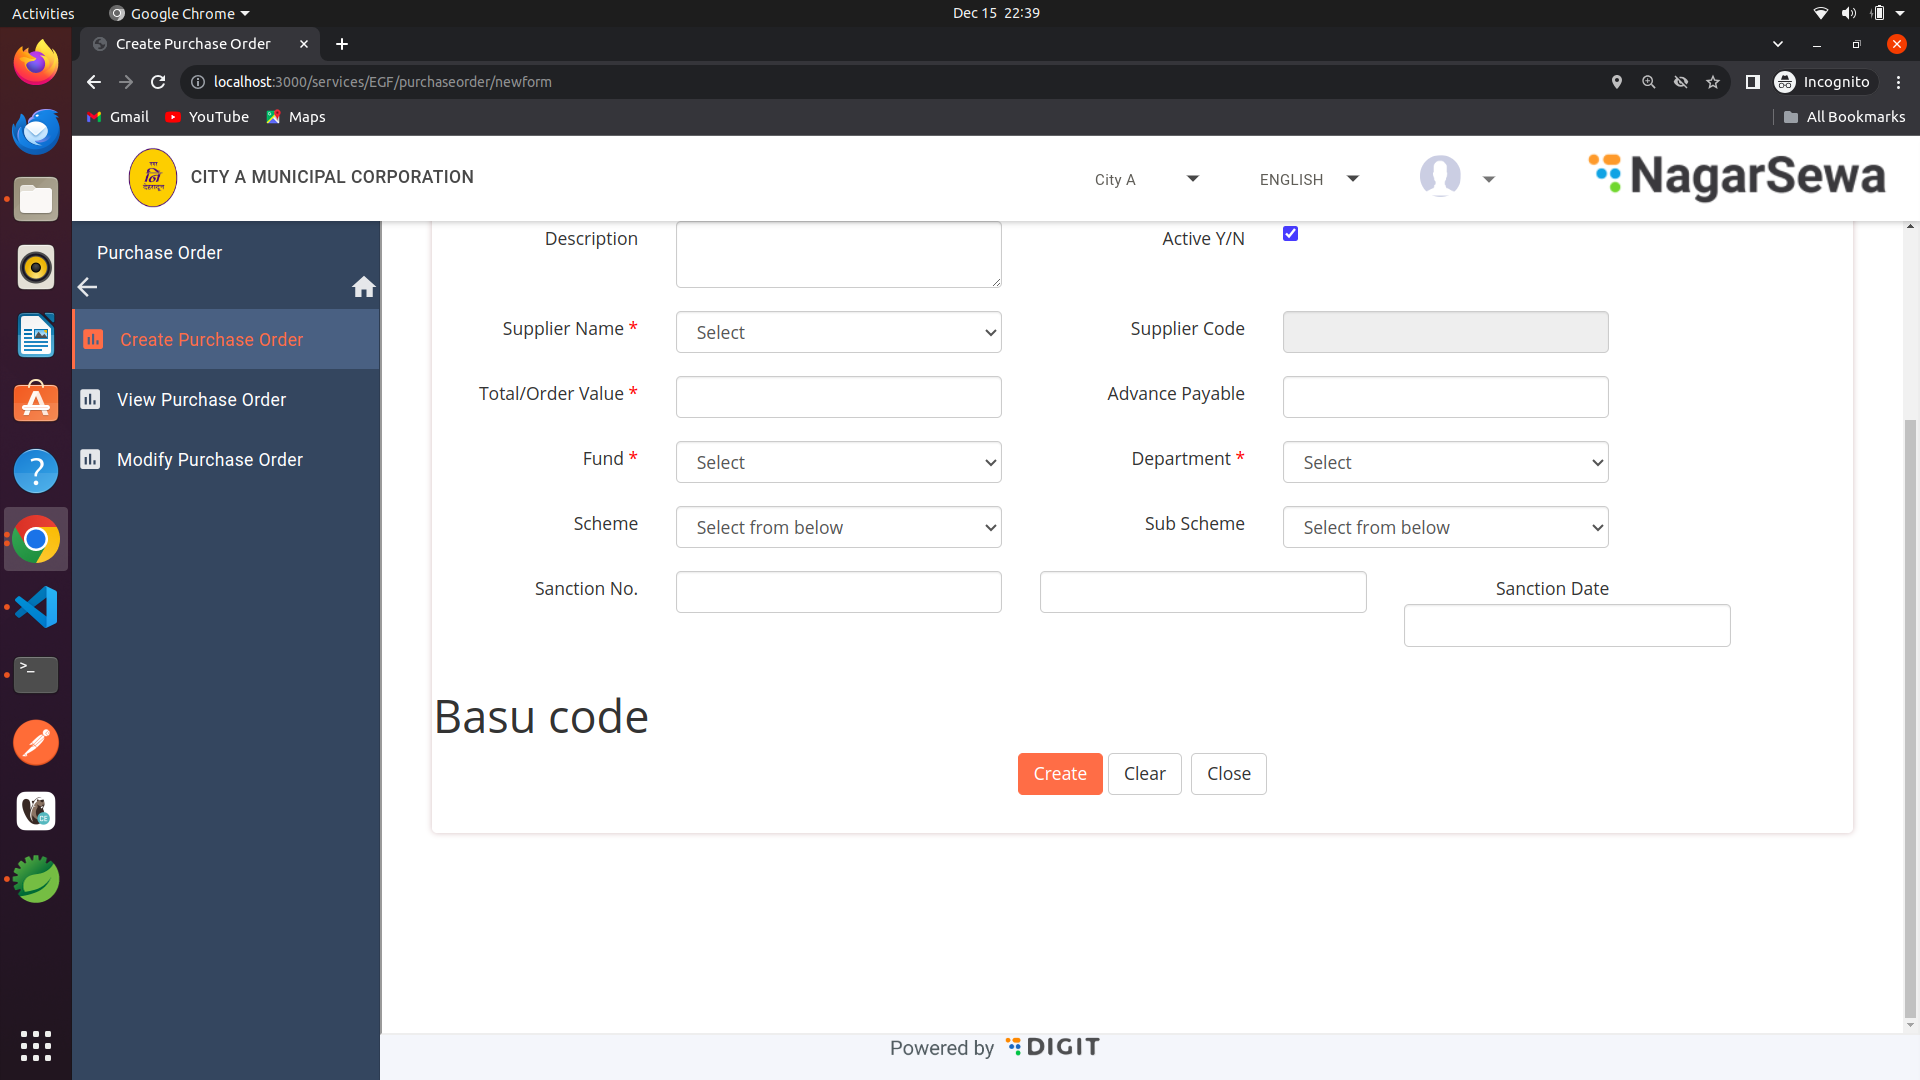 Activities
Google Chrome
Dec 15 22:39
Create Purchase Order
localhost:3000/services/EGF/purchaseorder/newform
Incognito
Gmail
YouTube
Maps
All Bookmarks
CITY A MUNICIPAL CORPORATION
City A
ENGLISH
NagarSewa
Purchase Order
Create Purchase Order
View Purchase Order
Modify Purchase Order
Description
Active Y/N
Supplier Name *
Select
Supplier Code
Total/Order Value *
Advance Payable
Fund *
Select
Department *
Select
Scheme
Select from below
Sub Scheme
Select from below
Sanction No.
Sanction Date
Basu code
Create
Clear
Close
Powered by DIGIT